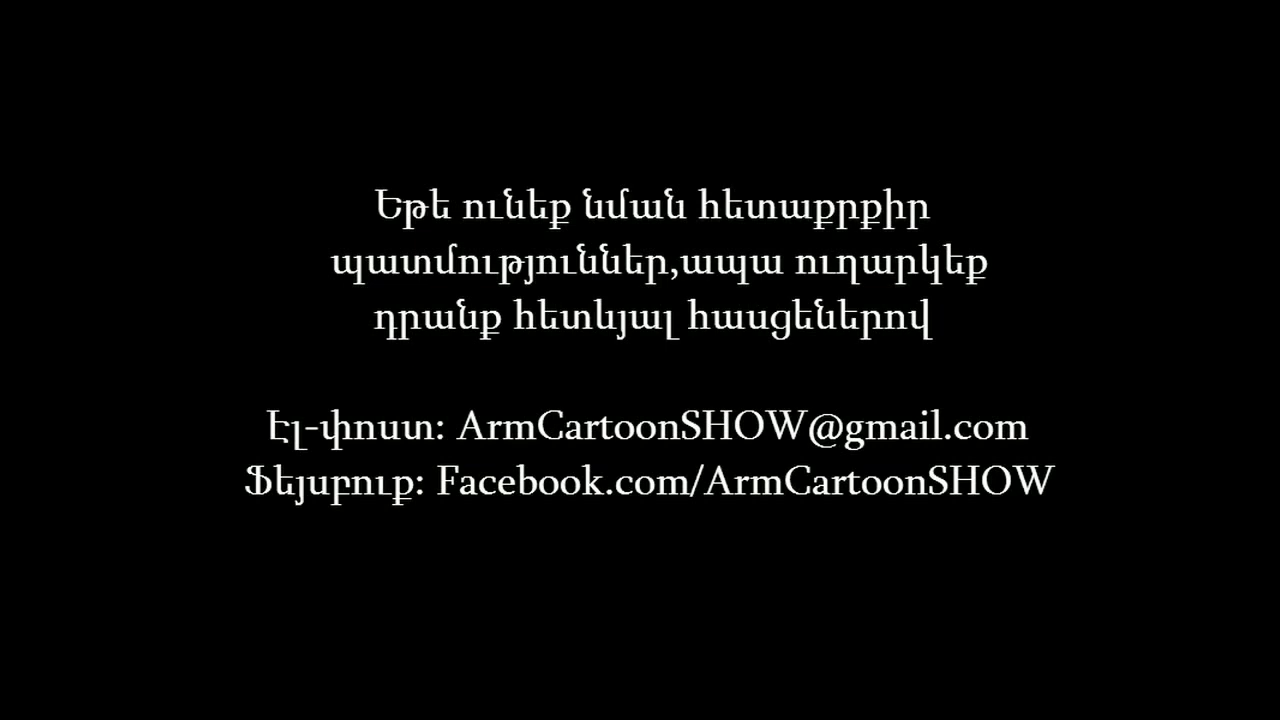 Եթե ունեք նման հետաքրքիր
պատմություններ,ապա ուղարկեք
դրանք հետևյալ հասցեներով
Էլ-փոստ: ArmCartoonSHOW@gmail.com
Ֆեյսբուք: Facebook.com/ArmCartoonSHOW